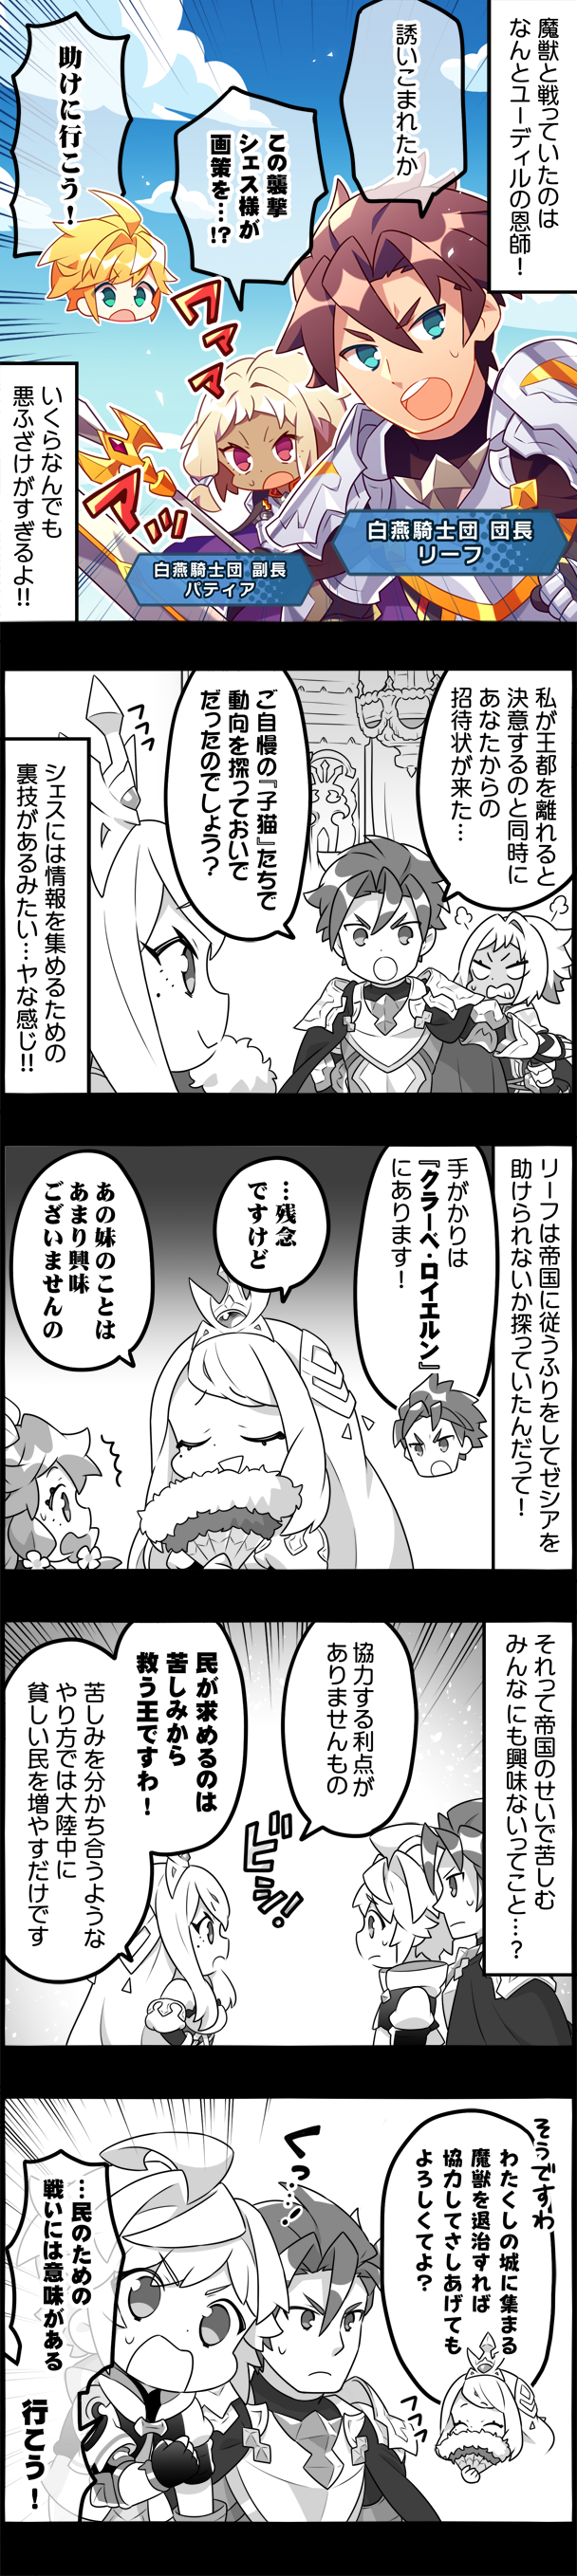 魔獣と戦っていたのは
なんとユーディルの恩師！
誘いこまれたか
この襲撃
シェス様が
画策を…!?
助けに行こう！
ワァァァ
アッ
白燕騎士団 団長
リーフ
白燕騎士団 副長
パティア
いくらなんでも
悪ふざけがすぎるよ!!
私が王都を離れると
決意するのと同時に
あなたからの
招待状が来た…
ご自慢の『子猫』たちで
動向を探っておいで
だったのでしょう？
フフフ
シェスには情報を集めるための
裏技があるみたい…ヤな感じ!!
リーフは帝国に従うふりをしてゼシアを
助けられないか探っていたんだって！
手がかりは
『クラーベ・ロイエルン』
にあります！
…残念
ですけど
あの妹のことは
あまり興味
ございませんの
それって帝国のせいで苦しむ
みんなにも興味ないってこと…？
協力する利点が
ありませんもの
民が求めるのは
苦しみから
救う王ですわ！
苦しみを分かち合うような
やり方では大陸中に
貧しい民を増やすだけです
ビシ！
そうですわ
わたくしの城に集まる
魔獣を退治すれば
協力してさしあげても
よろしくてよ？
くっ…！
フフフ
…民のための
戦いには意味がある
行こう！